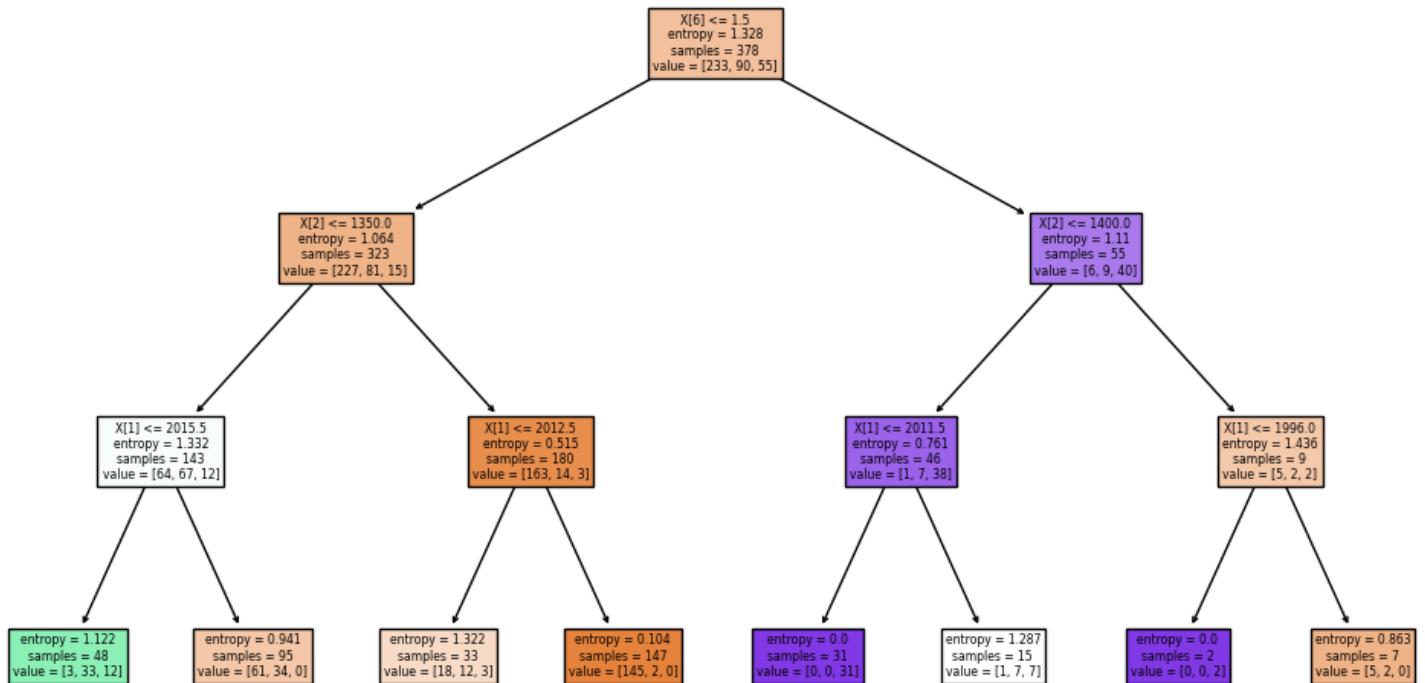 X[6] <= 1.5
entropy = 1.328
samples = 378
value = [233, 90, 55]
X[2] <= 1350.0
entropy = 1.064
samples = 323
value = [227, 81, 15]
X[2] <= 1400.0
entropy = 1.11
samples = 55
value = [6, 9, 40]
X[1] <= 2015.5
entropy = 1.332
samples = 143
value = [64, 67, 12]
X[1] <= 2012.5
entropy = 0.515
samples = 180
value = [163, 14, 3]
X[1] <= 2011.5
entropy = 0.761
samples = 46
value = [1, 7, 38]
X[1] <= 1996.0
entropy = 1.436
samples = 9
value = [5, 2, 2]
entropy = 1.122
samples = 48
value = [3, 33, 12]
entropy = 0.941
samples = 95
value = [61, 34, 0]
entropy = 1.322
samples = 33
value = [18, 12, 3]
entropy = 0.104
samples = 147
value = [145, 2, 0]
entropy = 0.0
samples = 31
value = [0, 0, 31]
entropy = 1.287
samples = 15
value = [1, 7, 7]
entropy = 0.0
samples = 2
value = [0, 0, 2]
entropy = 0.863
samples = 7
value = [5, 2, 0]